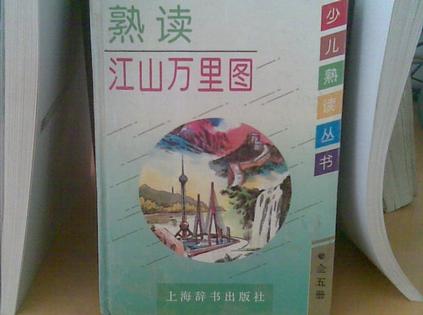 熟读
江山万里图
少儿熟读丛书
全五册
上海辞书出版社